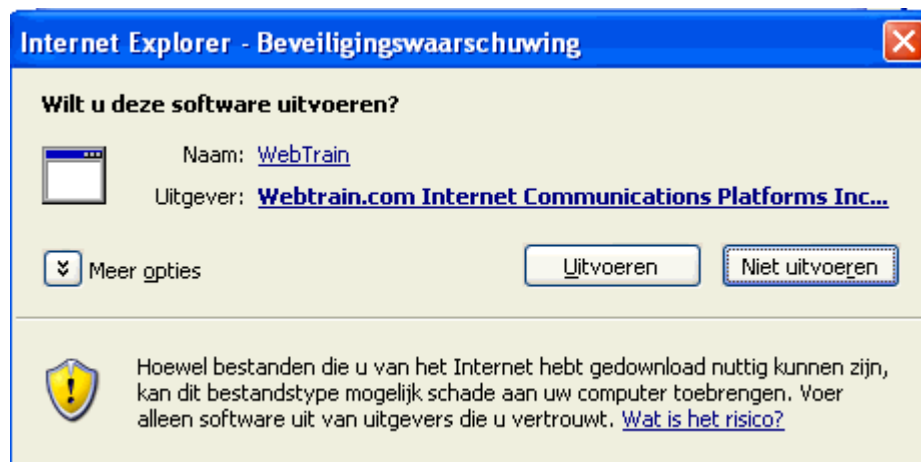 Internet Explorer - Beveiligingswaarschuwing
Wilt u deze software uitvoeren?
Naam: WebTrain
Uitgever: Webtrain.com Internet Communications Platforms Inc...
Meer opties
Uitvoeren
Niet uitvoeren
Hoewel bestanden die u van het Internet hebt gedownload nuttig kunnen zijn,
kan dit bestandstype mogelijk schade aan uw computer toebrengen. Voer
alleen software uit van uitgevers die u vertrouwt. Wat is het risico?